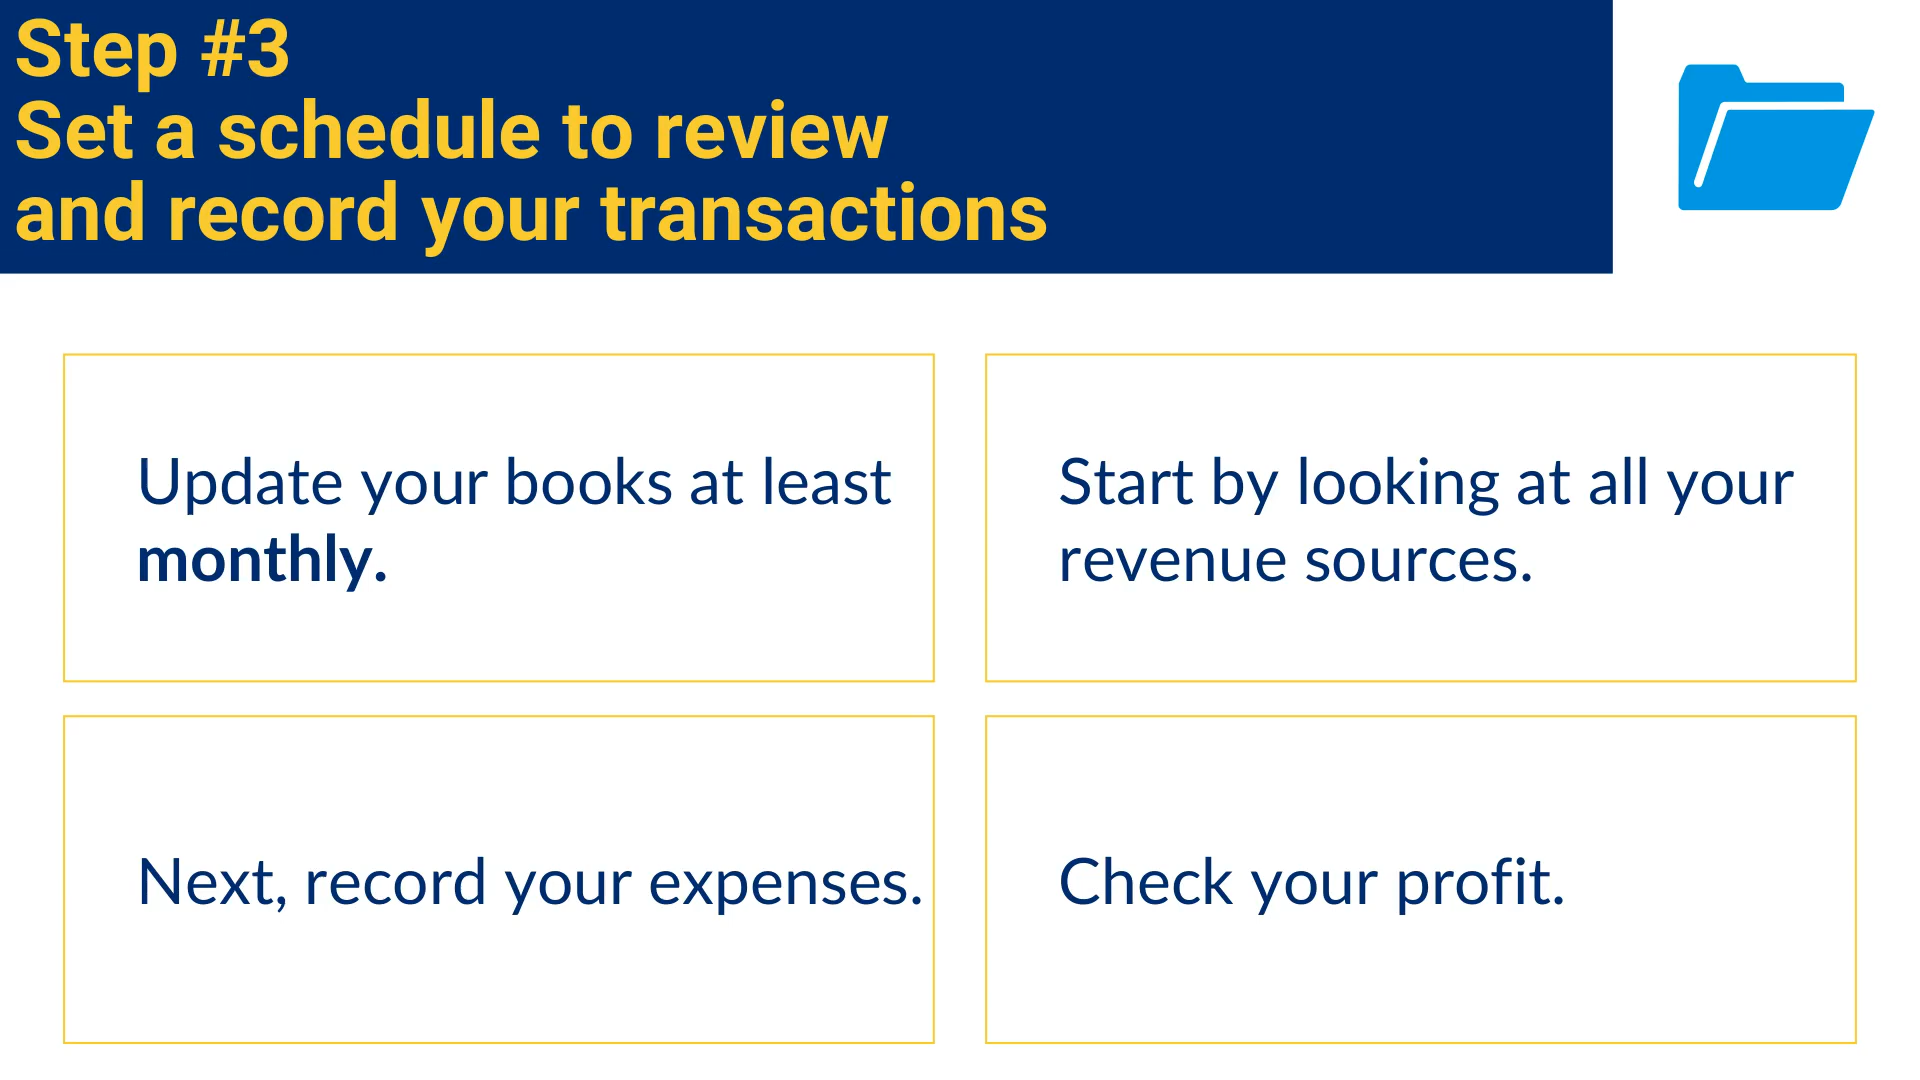 Step #3
Set a schedule to review
and record your transactions
Update your books at least
monthly.
Start by looking at all your
revenue sources.
Next, record your expenses.
Check your profit.